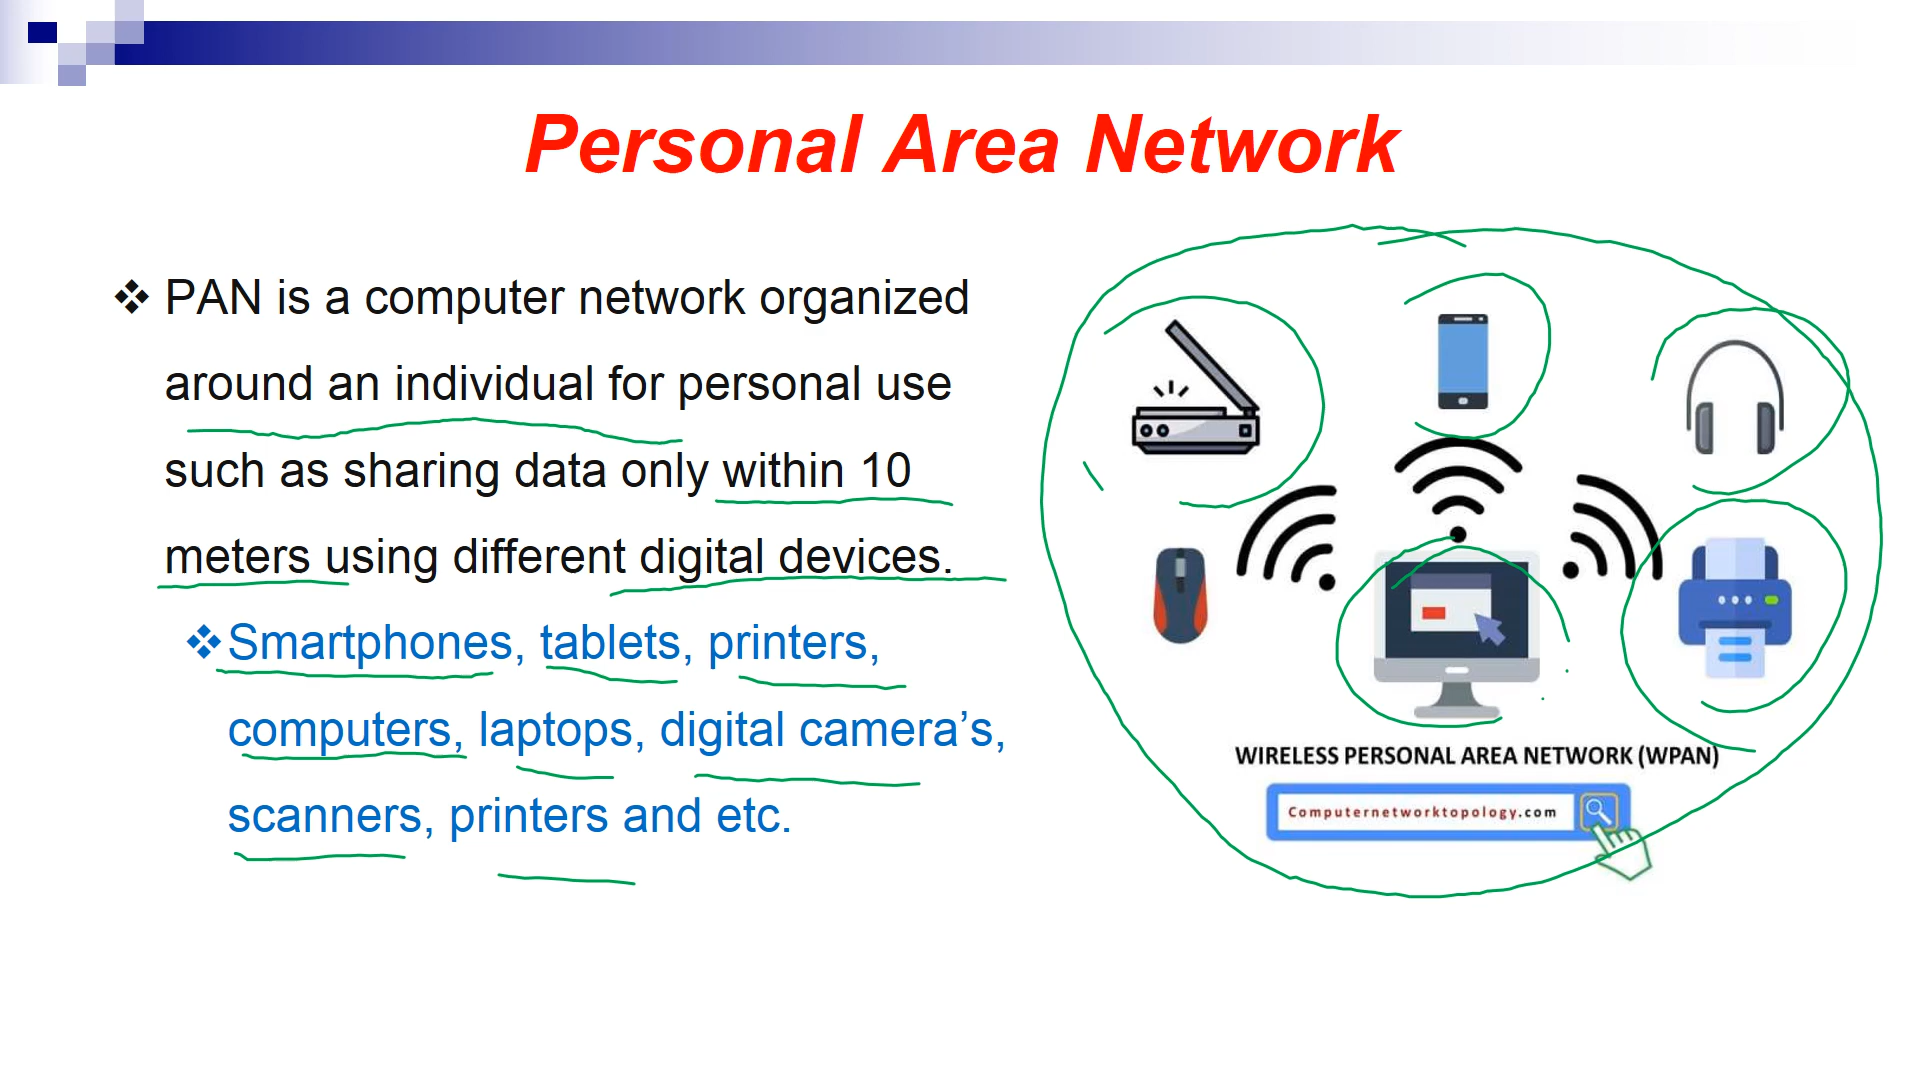 Personal Area Network
❖ PAN is a computer network organized
around an individual for personal use
such as sharing data only within 10
meters using different digital devices.
❖Smartphones, tablets, printers,
computers, laptops, digital camera’s,
scanners, printers and etc.
WIRELESS PERSONAL AREA NETWORK (WPAN)
Computernetworktopology.com